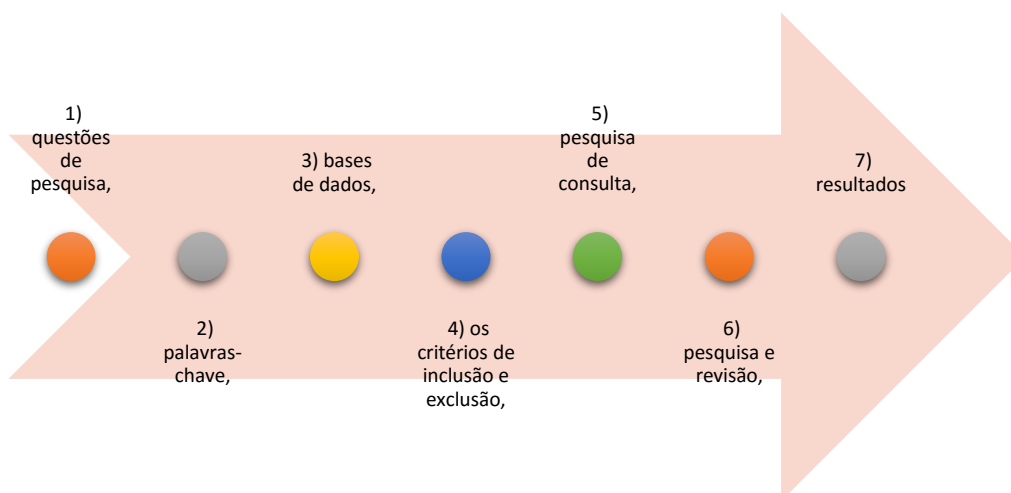 1)
questões
de
pesquisa,
2)
palavras-
chave,
3) bases
de dados,
4) os
critérios de
inclusão e
exclusão,
5)
pesquisa
de
consulta,
6)
pesquisa e
revisão,
7)
resultados